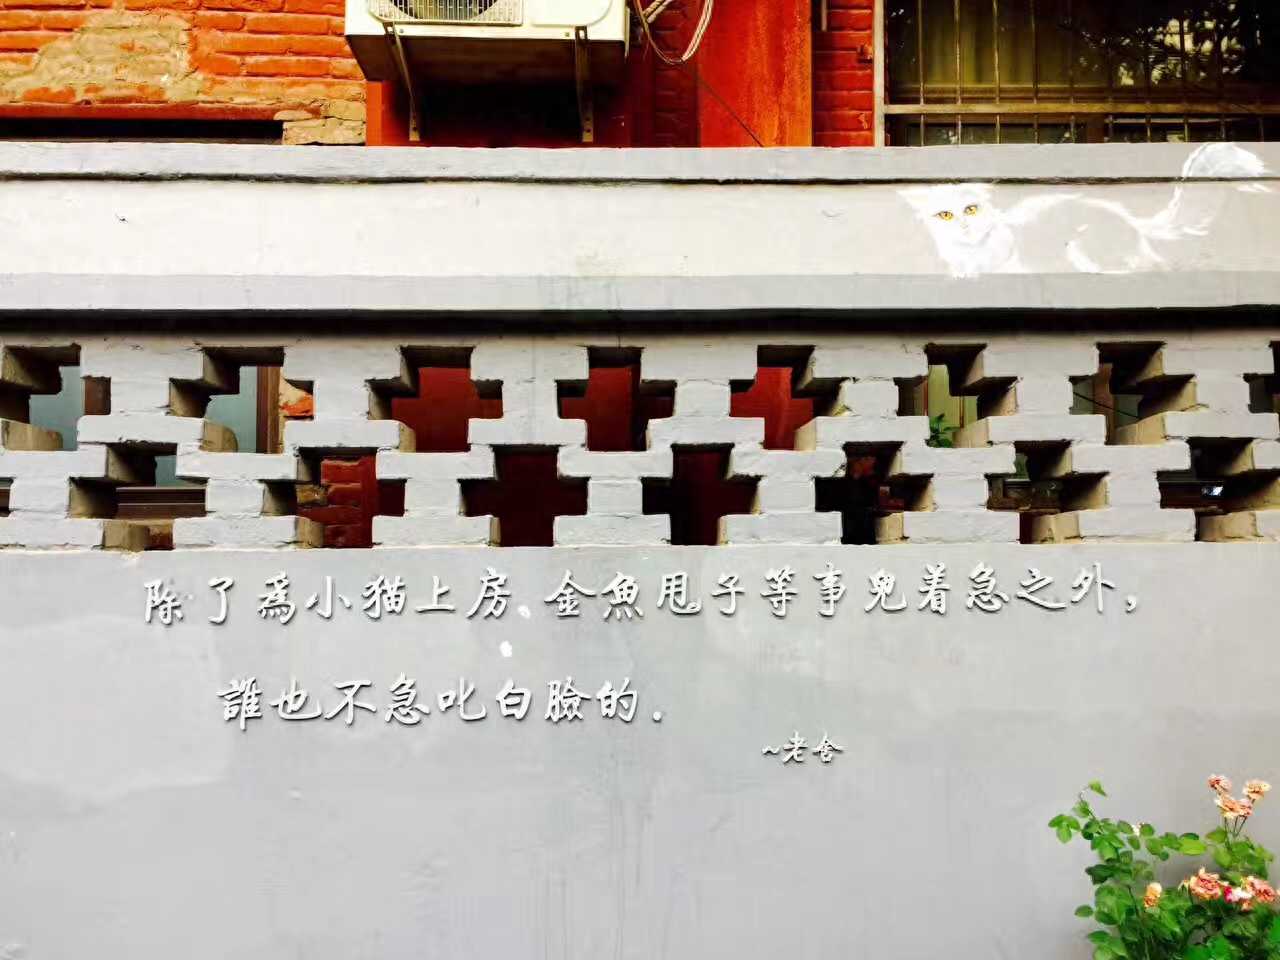 除了為小猫上房、金魚甩子等事兒着急之外，
誰也不急叱白臉的.
~老舍